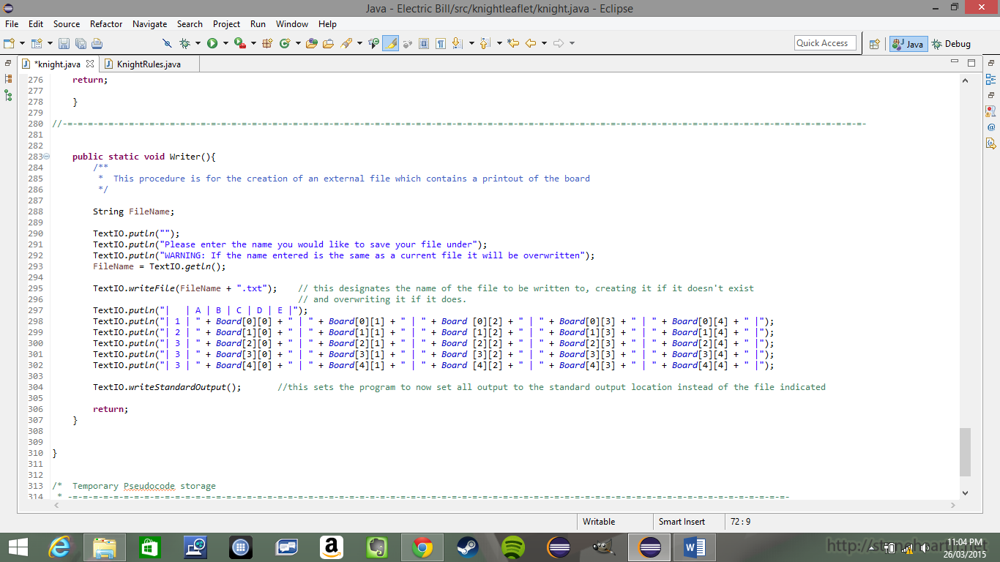 Java - Electric Bill/src/knightleaflet/knight.java - Eclipse
File Edit Source Refactor Navigate Search Project Run Window Help
Quick Access Java Debug
*knight.java KnightRules.java
276 return;
277
278 }
279
280 //-=-=-=-=-=-=-=-=-=-=-=-=-=-=-=-=-=-=-=-=-=-=-=-=-=-=-=-=-=-=-=-=-=-=-=-=-=-=-=-=-=-=-=-=-=-=-=-=-=-=-=-=-=-=-=-=-=-=-=-=-=-=-=-=-=-=-=-=-=-=-=-=-=-=-=-=-=-=-
281
282
283 public static void Writer(){
284 /**
285 * This procedure is for the creation of an external file which contains a printout of the board
286 */
287
288 String FileName;
289
290 TextIO.putln("");
291 TextIO.putln("Please enter the name you would like to save your file under");
292 TextIO.putln("WARNING: If the name entered is the same as a current file it will be overwritten");
293 FileName = TextIO.getln();
294
295 TextIO.writeFile(FileName + ".txt"); // this designates the name of the file to be written to, creating it if it doesn't exist
296 // and overwriting it if it does.
297 TextIO.putln("|   | A | B | C | D | E |");
298 TextIO.putln("| 1 | " + Board[0][0] + " | " + Board[0][1] + " | " + Board [0][2] + " | " + Board[0][3] + " | " + Board[0][4] + " |");
299 TextIO.putln("| 2 | " + Board[1][0] + " | " + Board[1][1] + " | " + Board [1][2] + " | " + Board[1][3] + " | " + Board[1][4] + " |");
300 TextIO.putln("| 3 | " + Board[2][0] + " | " + Board[2][1] + " | " + Board [2][2] + " | " + Board[2][3] + " | " + Board[2][4] + " |");
301 TextIO.putln("| 3 | " + Board[3][0] + " | " + Board[3][1] + " | " + Board [3][2] + " | " + Board[3][3] + " | " + Board[3][4] + " |");
302 TextIO.putln("| 3 | " + Board[4][0] + " | " + Board[4][1] + " | " + Board [4][2] + " | " + Board[4][3] + " | " + Board[4][4] + " |");
303
304 TextIO.writeStandardOutput(); //this sets the program to now set all output to the standard output location instead of the file indicated
305
306 return;
307 }
308
309
310 }
311
312
313 /* Temporary Pseudocode storage
314 * -=-=-=-=-=-=-=-=-=-=-=-=-=-=-=-=-=-=-=-=-=-=-=-=-=-=-=-=-=-=-=-=-=-=-=-=-=-=-=-=-=-=-=-=-=-=-=-=-=-=-=-=-=-=-=-=-=-=-=-=-=-=-=-=-=-=-=-=-=-=-
Writable Smart Insert 72 : 9
11:04 PM
26/03/2015